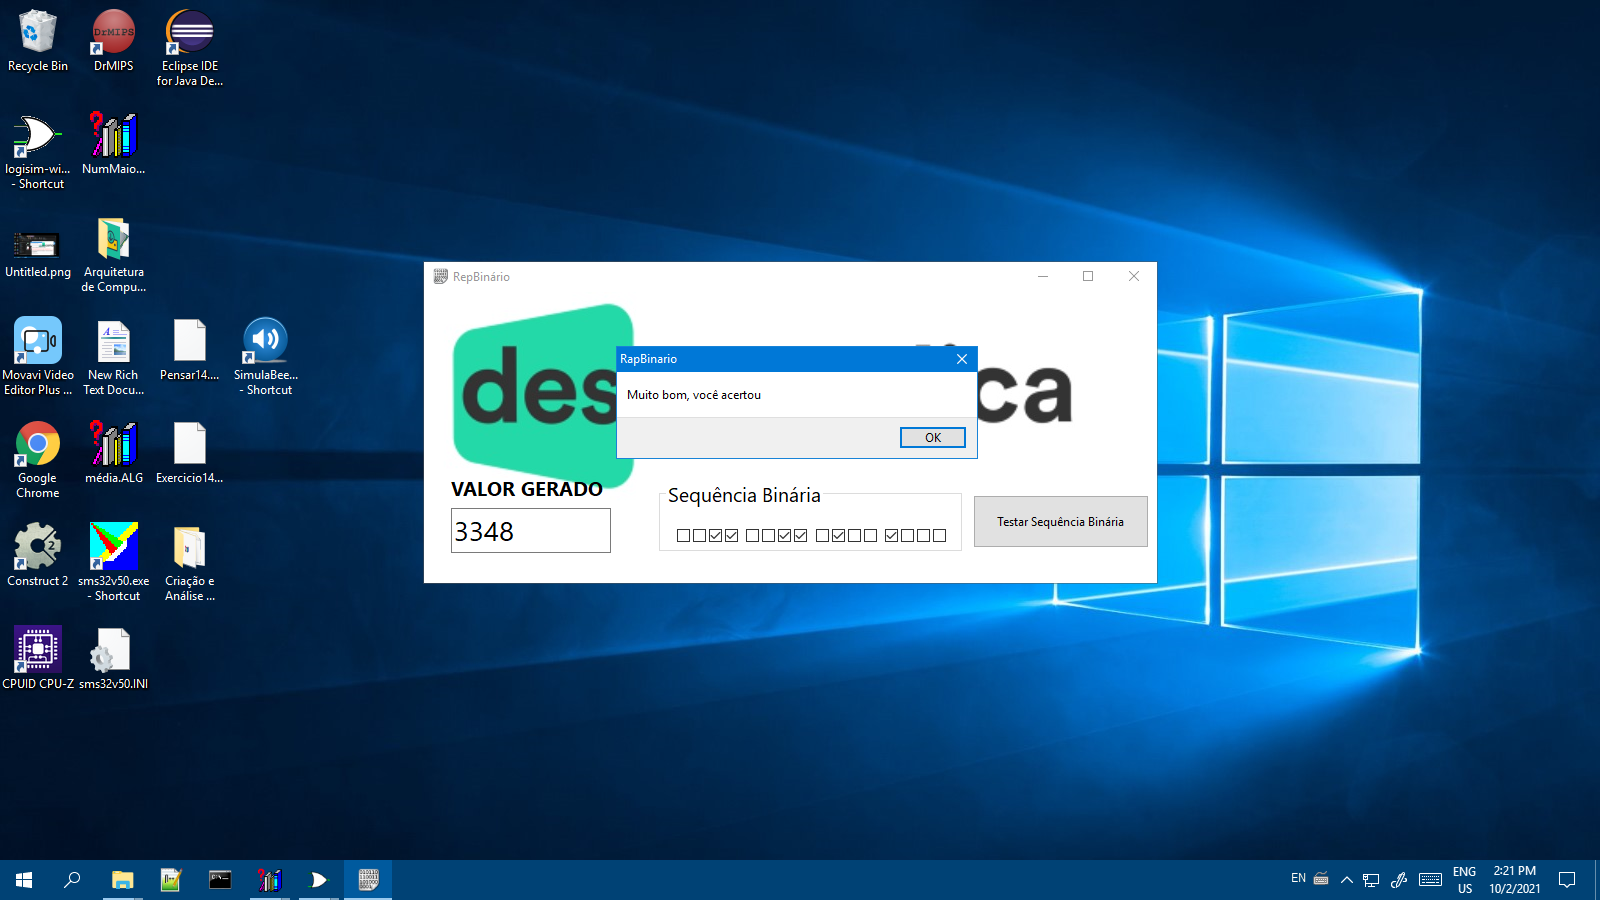 Recycle Bin
DrMIPS
DrMIPS
Eclipse IDE
for Java De...
logisim-wi...
- Shortcut
NumMaio...
Untitled.png
Arquitetura
de Compu...
Movavi Video
Editor Plus ...
New Rich
Text Docu...
Pensar14....
SimulaBee...
- Shortcut
Google
Chrome
média.ALG
Exercicio14...
Construct 2
sms32v50.exe
- Shortcut
Criação e
Análise ...
CPUID CPU-Z
sms32v50.INI
RepBinário
des
ca
RapBinario
Muito bom, você acertou
OK
VALOR GERADO
3348
Sequência Binária
Testar Sequência Binária
EN
ENG
US
2:21 PM
10/2/2021